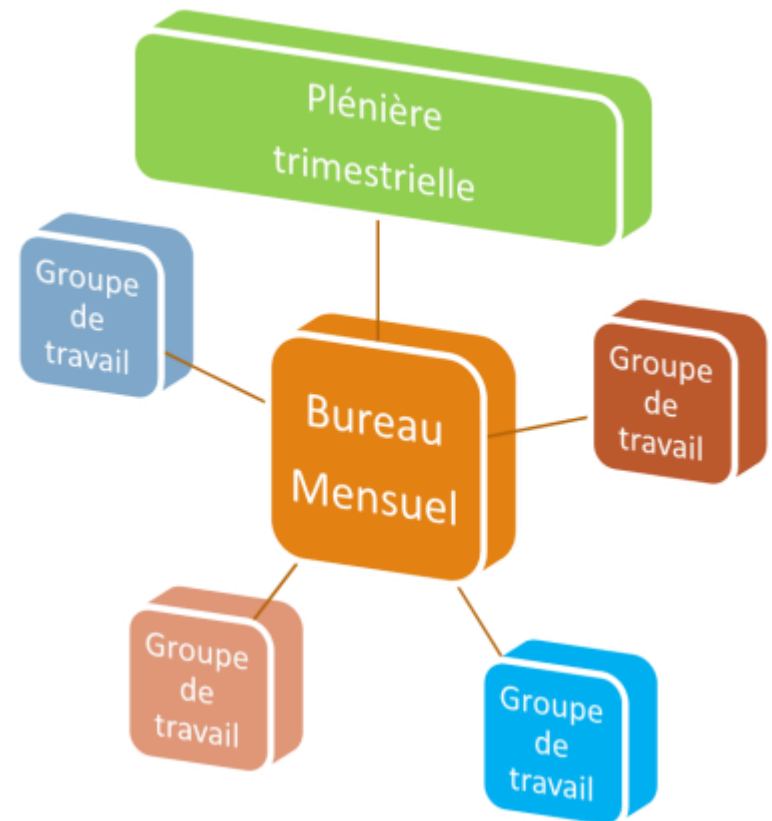 Plénière
trimestrielle
Groupe
de
travail
Bureau
Mensuel
Groupe
de
travail
Groupe
de
travail
Groupe
de
travail